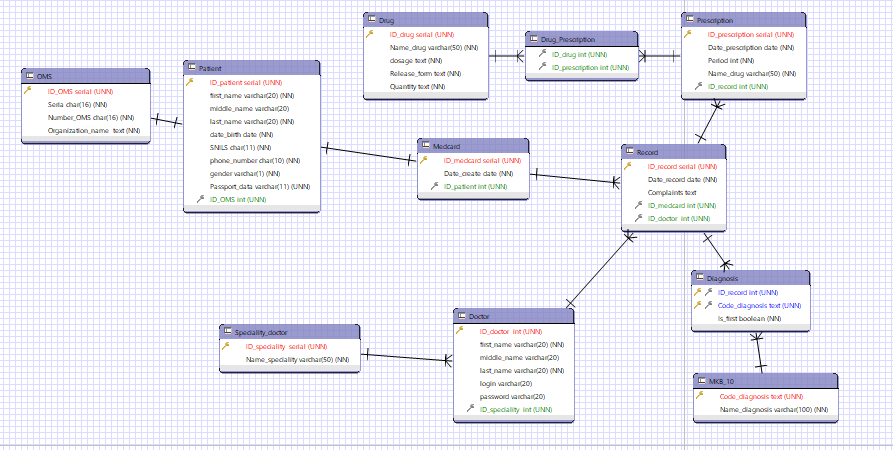 OMS
ID_OMS serial (UNN)
Seria char(16) (NN)
Number_OMS char(16) (NN)
Organization_name text (NN)
Patient
ID_patient serial (UNN)
first_name varchar(20) (NN)
middle_name varchar(20)
last_name varchar(20) (NN)
date_birth date (NN)
SNILS char(11) (NN)
phone_number char(10) (NN)
gender varchar(1) (NN)
Passport_data varchar(11) (NN)
ID_OMS int (UNN)
Drug
ID_drug serial (UNN)
Name_drug varchar(50) (NN)
dosage text (NN)
Release_form text (NN)
Quantity text (NN)
Drug_Prescription
ID_drug int (UNN)
ID_prescription int (UNN)
Prescription
ID_prescription serial (UNN)
Date_prescription date (NN)
Period int (NN)
Name_drug varchar(50) (NN)
ID_record int (UNN)
Medcard
ID_medcard serial (UNN)
Date_create date (NN)
ID_patient int (UNN)
Record
ID_record serial (UNN)
Date_record date (NN)
Complaints text
ID_medcard int (UNN)
ID_doctor int (UNN)
Diagnosis
ID_record int (UNN)
Code_diagnosis text (UNN)
Is_first boolean (NN)
Speciality_doctor
ID_speciality serial (UNN)
Name_speciality varchar(50) (NN)
Doctor
ID_doctor int (UNN)
first_name varchar(20) (NN)
middle_name varchar(20)
last_name varchar(20) (NN)
login varchar(20)
password varchar(20)
ID_speciality int (UNN)
MKB_10
Code_diagnosis text (UNN)
Name_diagnosis varchar(100) (NN)